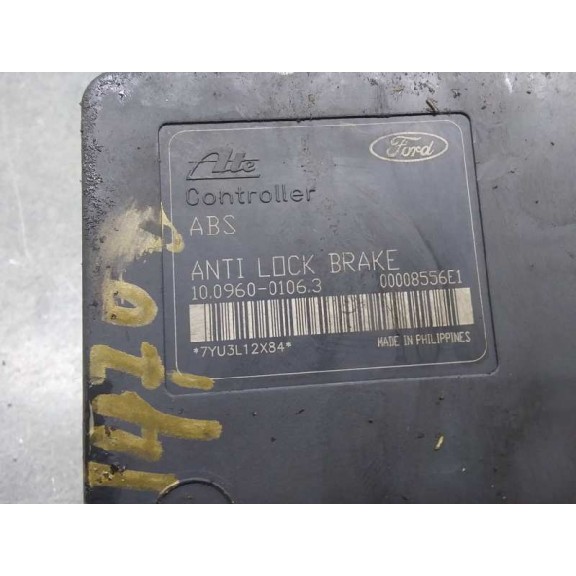 Ate
Ford
Controller
ABS
ANTI LOCK BRAKE
10.0960-0106.3 00008556E1
*7YU3L12X84*
MADE IN PHILIPPINES